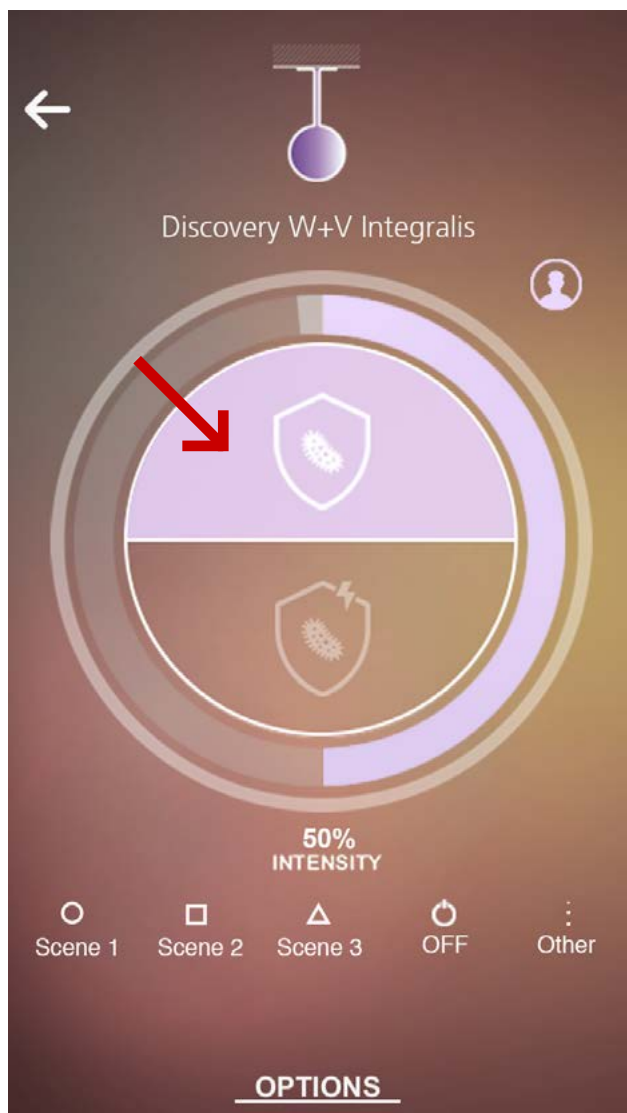 Discovery W+V Integralis
50%
INTENSITY
Scene 1 Scene 2 Scene 3 OFF Other
OPTIONS